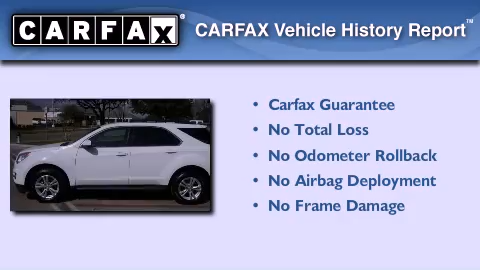 CARFAX®
CARFAX Vehicle History Report™
• Carfax Guarantee
• No Total Loss
• No Odometer Rollback
• No Airbag Deployment
• No Frame Damage